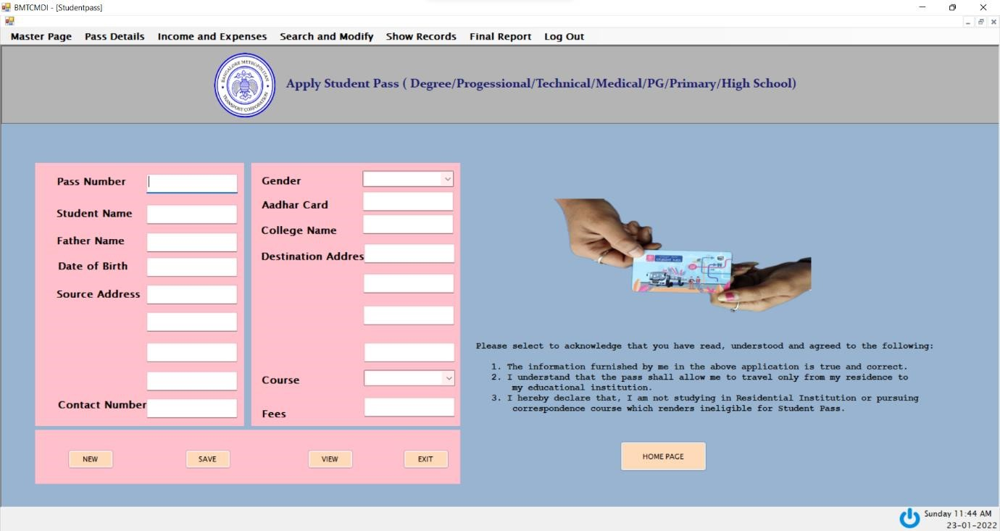 BMTCMDI - [Studentpass]
Master Page Pass Details Income and Expenses Search and Modify Show Records Final Report Log Out
BANGALORE METROPOLITAN
TRANSPORT CORPORATION
Apply Student Pass ( Degree/Progessional/Technical/Medical/PG/Primary/High School)
Pass Number
Student Name
Father Name
Date of Birth
Source Address
Contact Number
Gender
Aadhar Card
College Name
Destination Addres
Course
Fees
NEW SAVE VIEW EXIT
STUDENT PASS
Please select to acknowledge that you have read, understood and agreed to the following:
1. The information furnished by me in the above application is true and correct.
2. I understand that the pass shall allow me to travel only from my residence to
my educational institution.
3. I hereby declare that, I am not studying in Residential Institution or pursuing
correspondence course which renders ineligible for Student Pass.
HOME PAGE
Sunday 11:44 AM
23-01-2022